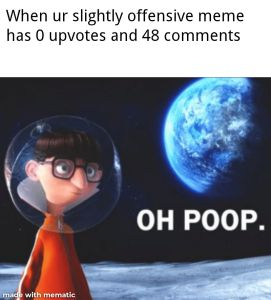 When ur slightly offensive meme
has 0 upvotes and 48 comments
OH POOP.
made with mematic